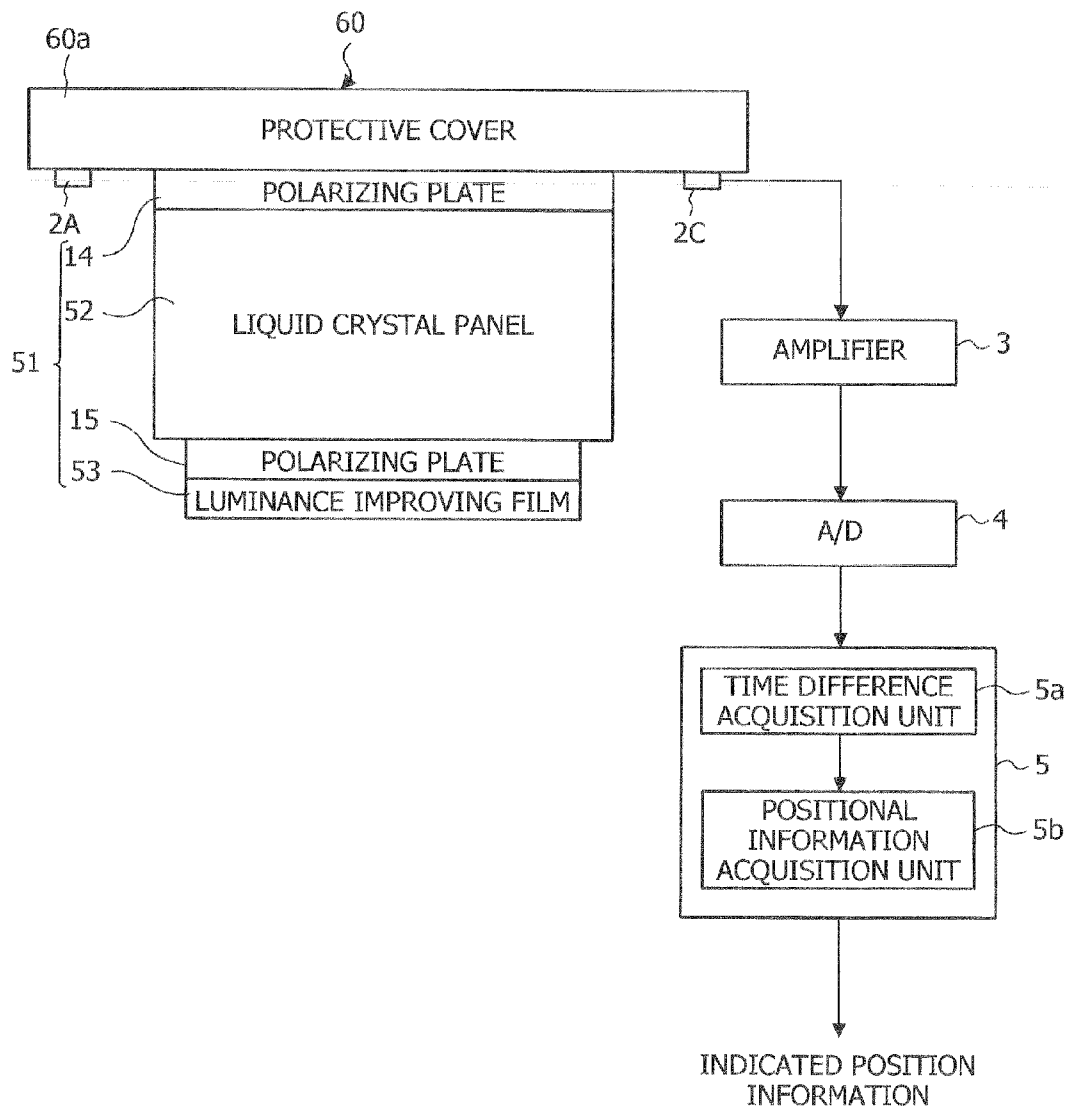 60
60a
PROTECTIVE COVER
2A
POLARIZING PLATE
2C
14
52
LIQUID CRYSTAL PANEL
51
AMPLIFIER
3
15
POLARIZING PLATE
53
LUMINANCE IMPROVING FILM
A/D
4
TIME DIFFERENCE
ACQUISITION UNIT
5a
5
POSITIONAL
INFORMATION
ACQUISITION UNIT
5b
INDICATED POSITION
INFORMATION